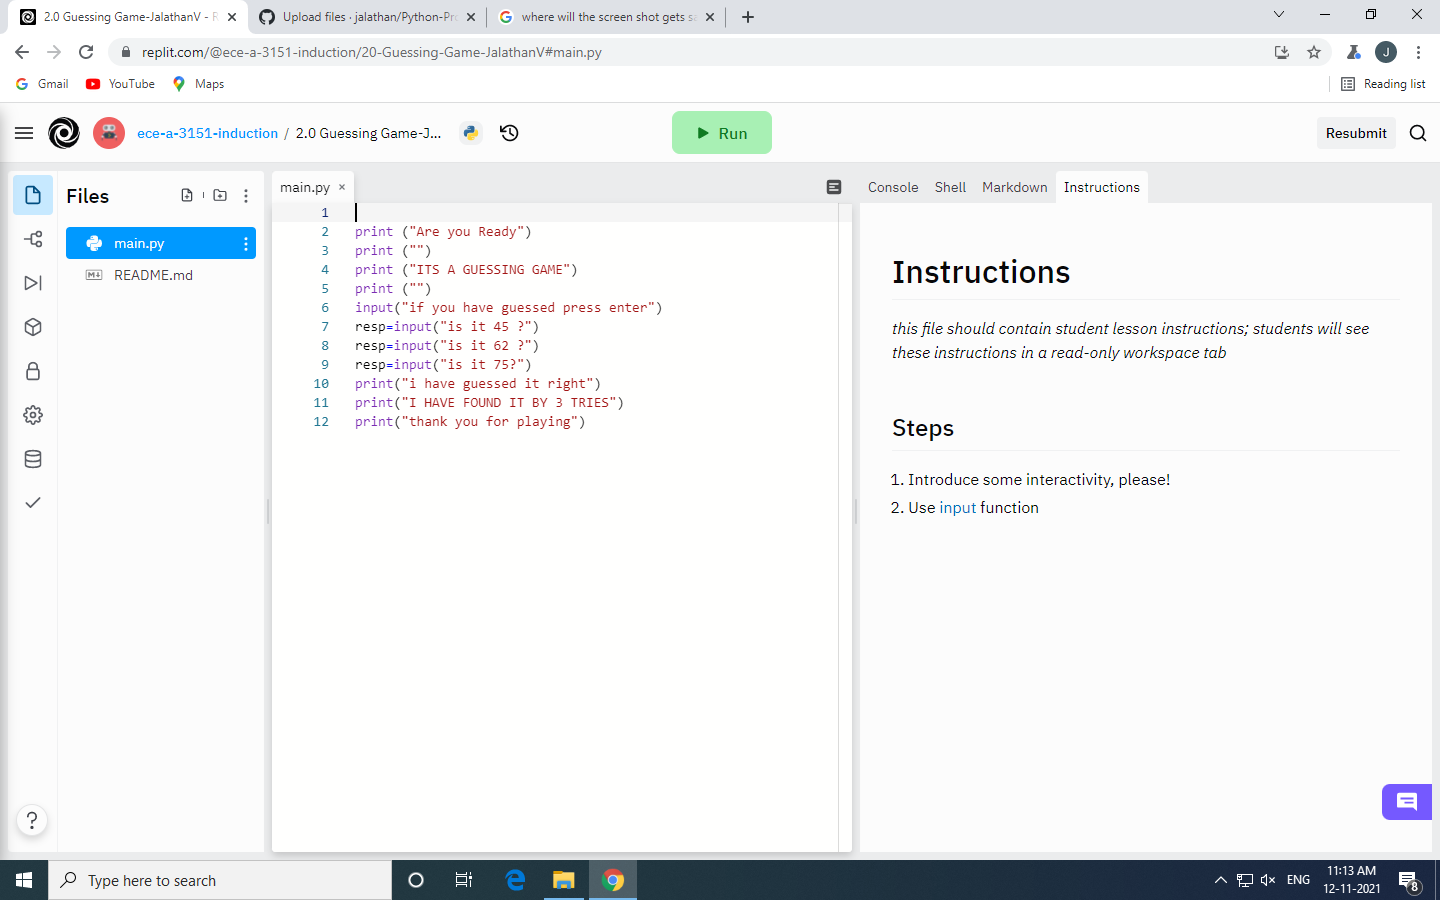 2.0 Guessing Game-JalathanV - R
Upload files · jalathan/Python-Pro
where will the screen shot gets sa
replit.com/@ece-a-3151-induction/20-Guessing-Game-JalathanV#main.py
J
Gmail
YouTube
Maps
Reading list
ece-a-3151-induction / 2.0 Guessing Game-J...
Run
Resubmit
Files
main.py
README.md
main.py
1
2 print ("Are you Ready")
3 print ("")
4 print ("ITS A GUESSING GAME")
5 print ("")
6 input("if you have guessed press enter")
7 resp=input("is it 45 ?")
8 resp=input("is it 62 ?")
9 resp=input("is it 75?")
10 print("i have guessed it right")
11 print("I HAVE FOUND IT BY 3 TRIES")
12 print("thank you for playing")
Console Shell Markdown Instructions
Instructions
this file should contain student lesson instructions; students will see
these instructions in a read-only workspace tab
Steps
1. Introduce some interactivity, please!
2. Use input function
?
Type here to search
ENG
11:13 AM
12-11-2021
8